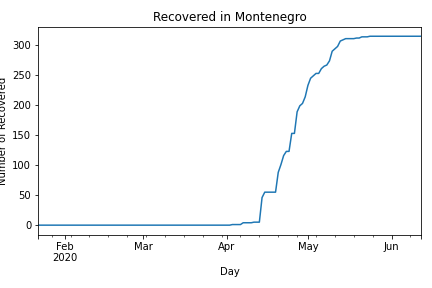 Recovered in Montenegro
Number of Recovered
300
250
200
150
100
50
0
Feb
2020
Mar
Apr
May
Jun
Day